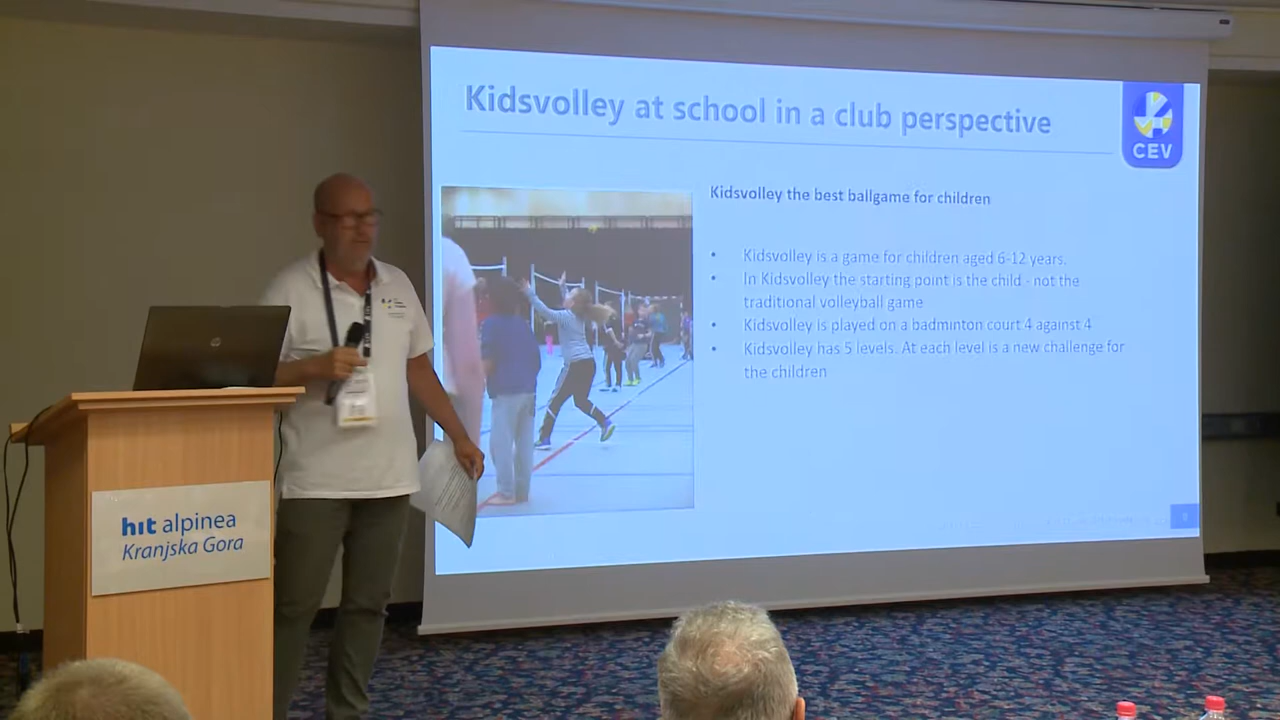 Kidsvolley at school in a club perspective
CEV
Kidsvolley the best ballgame for children
• Kidsvolley is a game for children aged 6-12 years.
• In Kidsvolley the starting point is the child - not the
traditional volleyball game
• Kidsvolley is played on a badminton court 4 against 4
• Kidsvolley has 5 levels. At each level is a new challenge for
the children
9
hit alpinea
Kranjska Gora